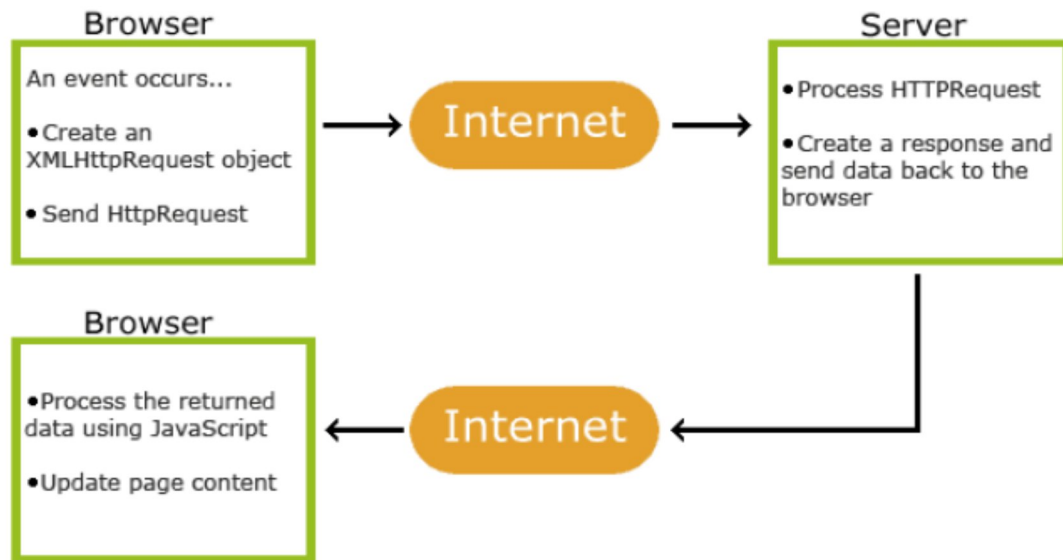 Browser
An event occurs...
•Create an
XMLHttpRequest object
•Send HttpRequest
Internet
Server
•Process HTTPRequest
•Create a response and
send data back to the
browser
Browser
•Process the returned
data using JavaScript
•Update page content
Internet